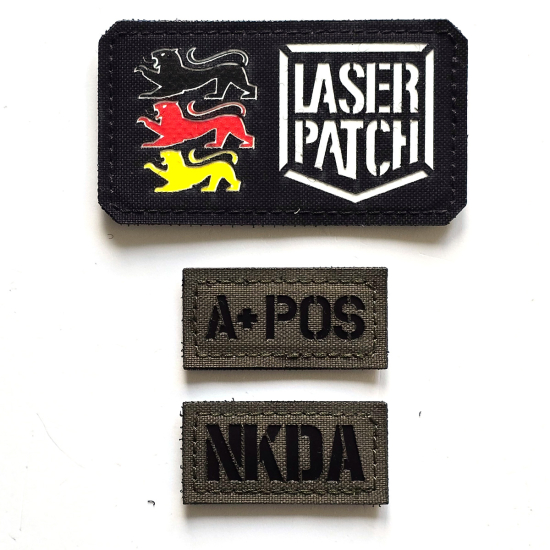 LASER
PATCH
A+POS
NKDA